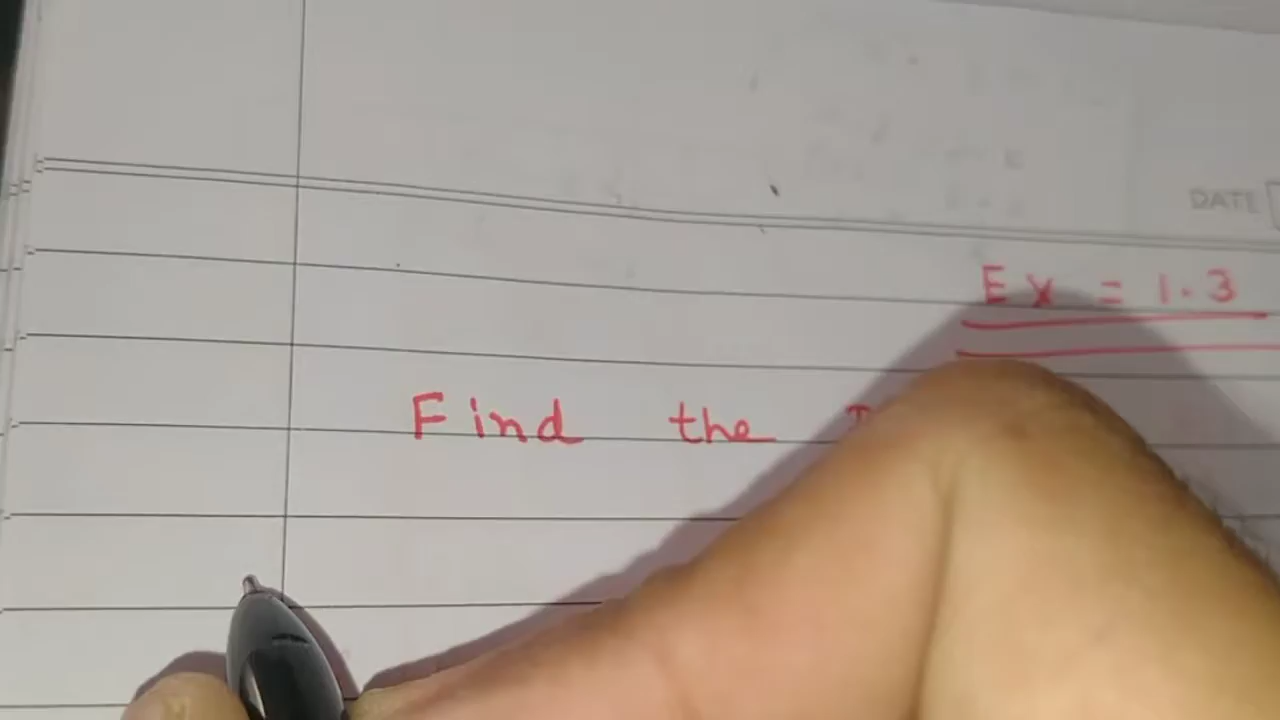 DATE
Ex = 1.3
Find the